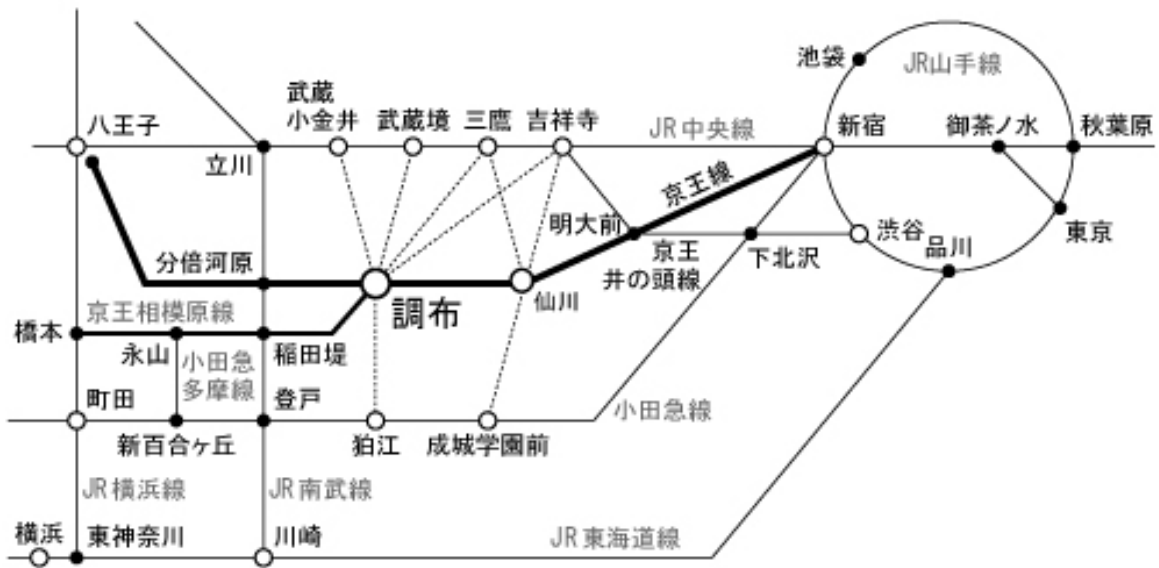 池袋
JR山手線
武蔵
小金井
武蔵境
三鷹
吉祥寺
JR中央線
新宿
御茶ノ水
秋葉原
八王子
立川
京王線
明大前
京王
井の頭線
下北沢
渋谷
品川
東京
分倍河原
調布
仙川
京王相模原線
橋本
永山
小田急
多摩線
稲田堤
町田
登戸
小田急線
新百合ヶ丘
狛江
成城学園前
JR横浜線
JR南武線
横浜
東神奈川
川崎
JR東海道線